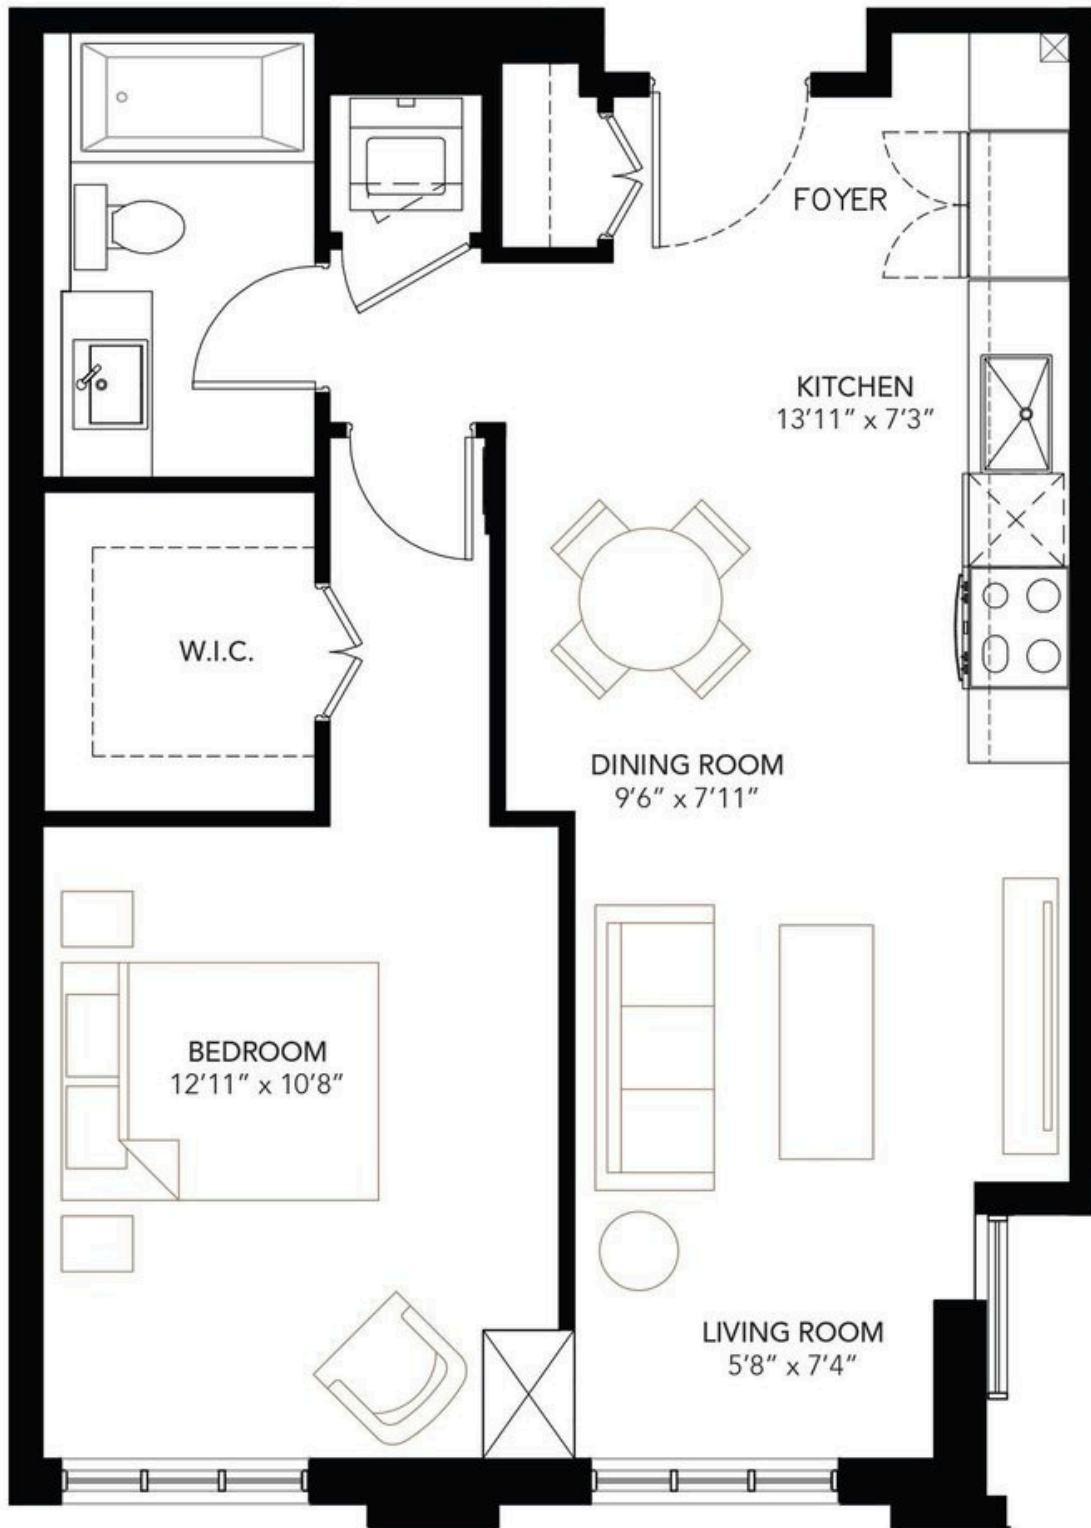 FOYER
KITCHEN
13'11" x 7'3"
W.I.C.
DINING ROOM
9'6" x 7'11"
BEDROOM
12'11" x 10'8"
LIVING ROOM
5'8" x 7'4"